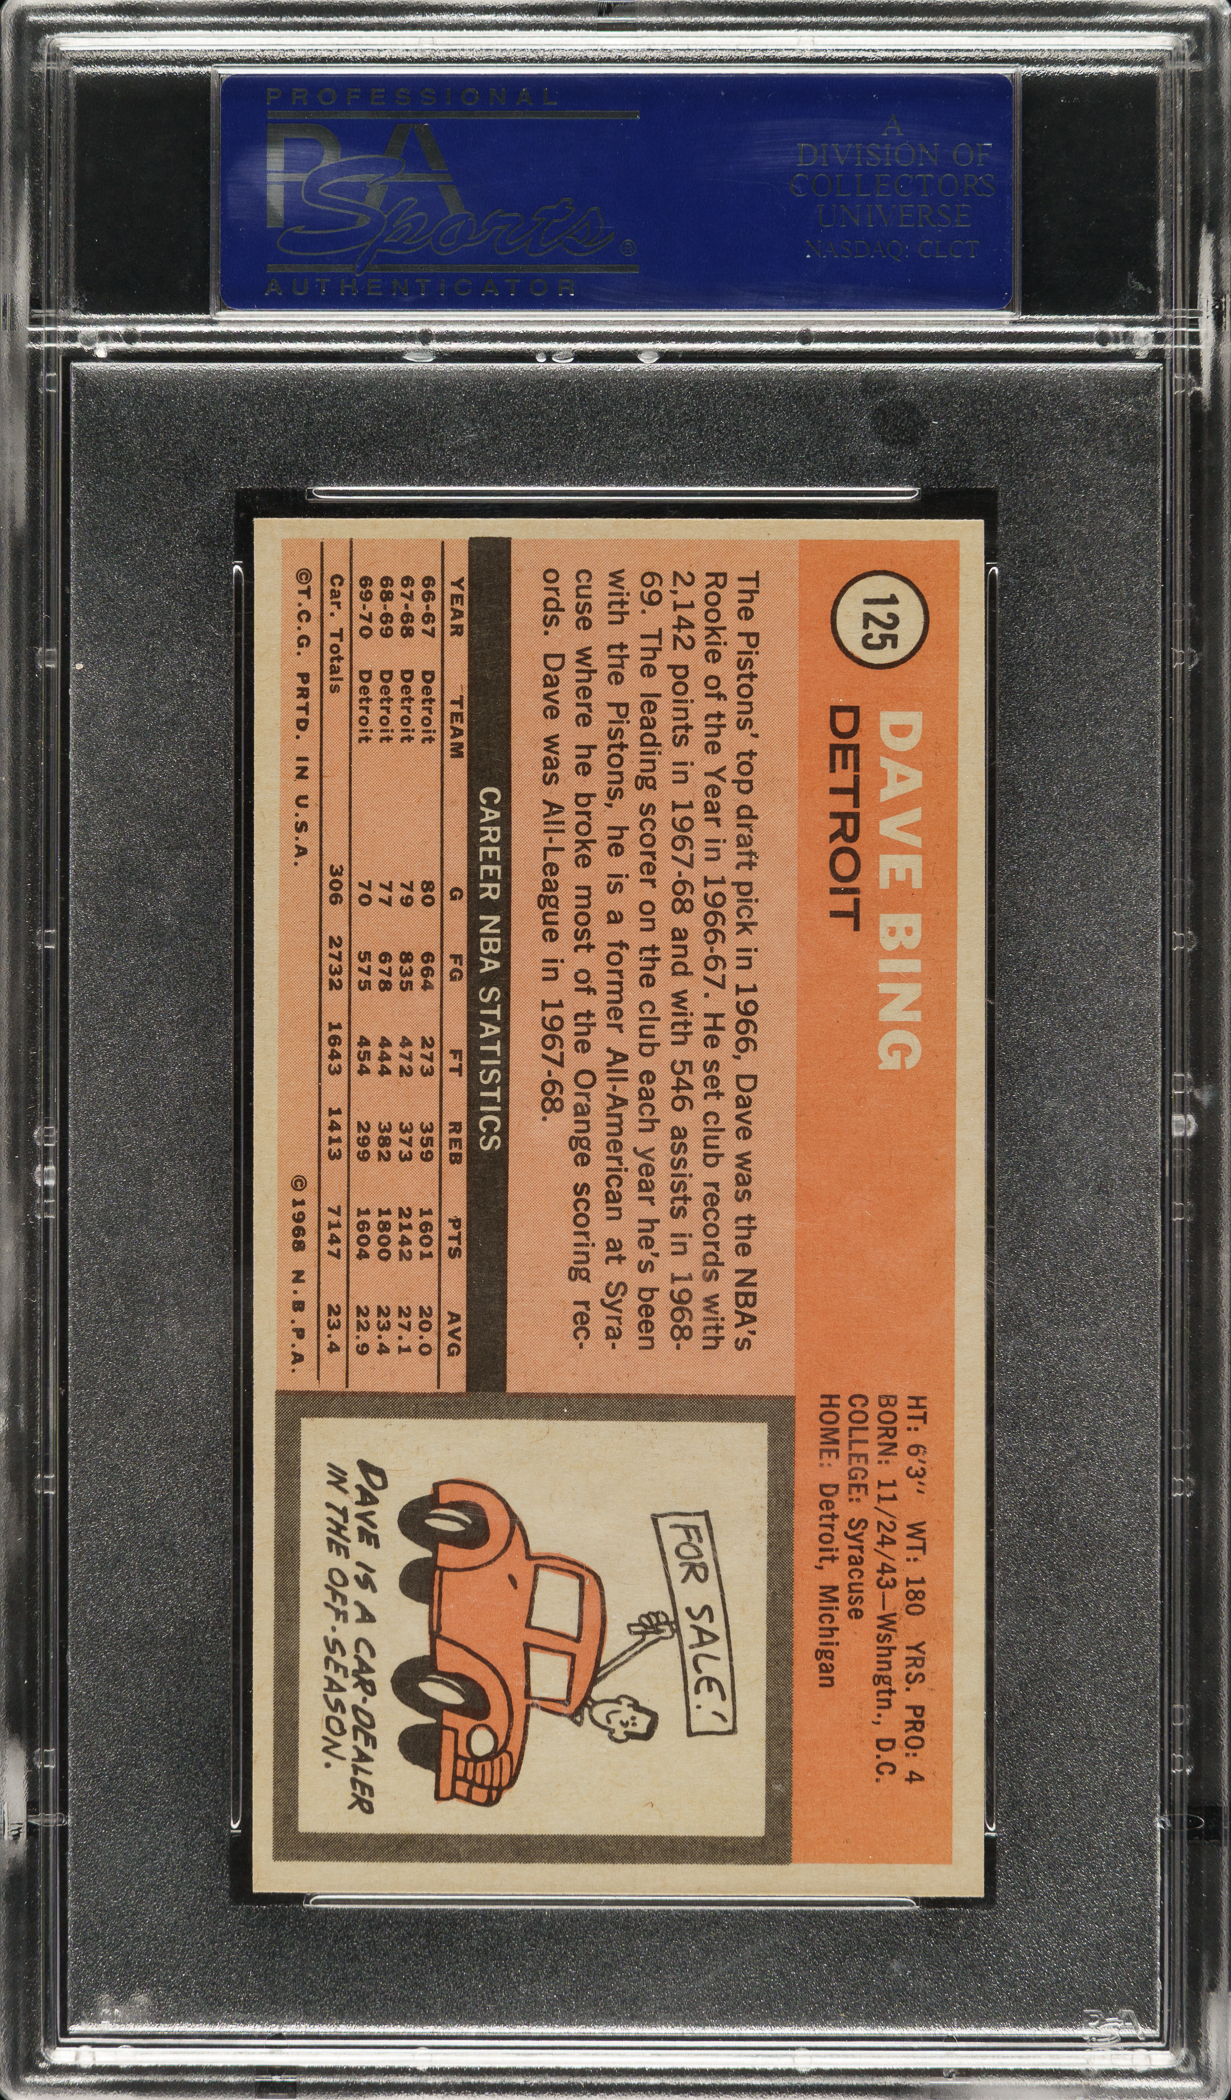 PROFESSIONAL
PSA
Sports®
AUTHENTICATOR
A
DIVISION OF
COLLECTORS
UNIVERSE
NASDAQ: CLCT
125
DAVE BING
DETROIT
HT: 6'3" WT: 180 YRS. PRO: 4
BORN: 11/24/43—Wshngtn., D.C.
COLLEGE: Syracuse
HOME: Detroit, Michigan
The Pistons' top draft pick in 1966, Dave was the NBA's
Rookie of the Year in 1966-67. He set club records with
2,142 points in 1967-68 and with 546 assists in 1968-
69. The leading scorer on the club each year he's been
with the Pistons, he is a former All-American at Syra-
cuse where he broke most of the Orange scoring rec-
ords. Dave was All-League in 1967-68.
CAREER NBA STATISTICS
YEAR TEAM G FG FT REB PTS AVG
66-67 Detroit 80 664 273 359 1601 20.0
67-68 Detroit 79 835 472 373 2142 27.1
68-69 Detroit 77 678 444 382 1800 23.4
69-70 Detroit 70 575 454 299 1604 22.9
Car. Totals 306 2732 1643 1413 7147 23.4
©T.C.G. PRTD. IN U.S.A. ©1968 N.B.P.A.
FOR SALE!
DAVE IS A CAR-DEALER
IN THE OFF-SEASON.